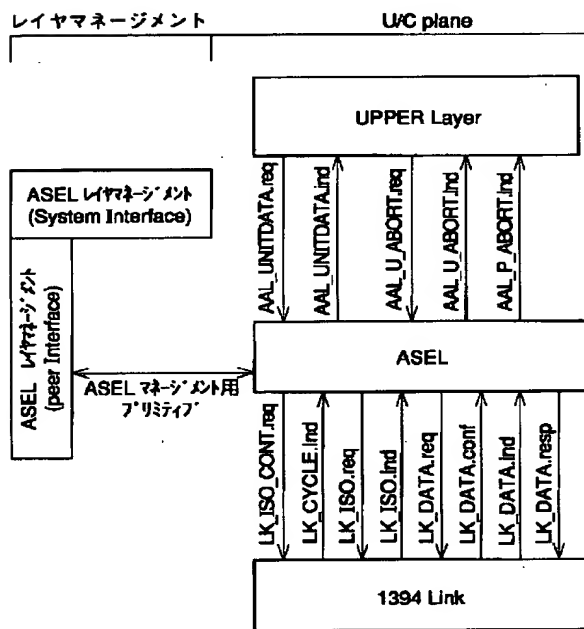 レイヤマネージメント
U/C plane
UPPER Layer
AAL_UNITDATA.req
AAL_UNITDATA.ind
AAL_U_ABORT.req
AAL_U_ABORT.ind
AAL_P_ABORT.ind
ASEL レイヤマネージメント
(System Interface)
ASEL レイヤマネージメント
(peer Interface)
ASEL マネージメント用
プリミティブ
ASEL
LK_ISO_CONT.req
LK_CYCLE.ind
LK_ISO.req
LK_ISO.ind
LK_DATA.req
LK_DATA.conf
LK_DATA.ind
LK_DATA.resp
1394 Link